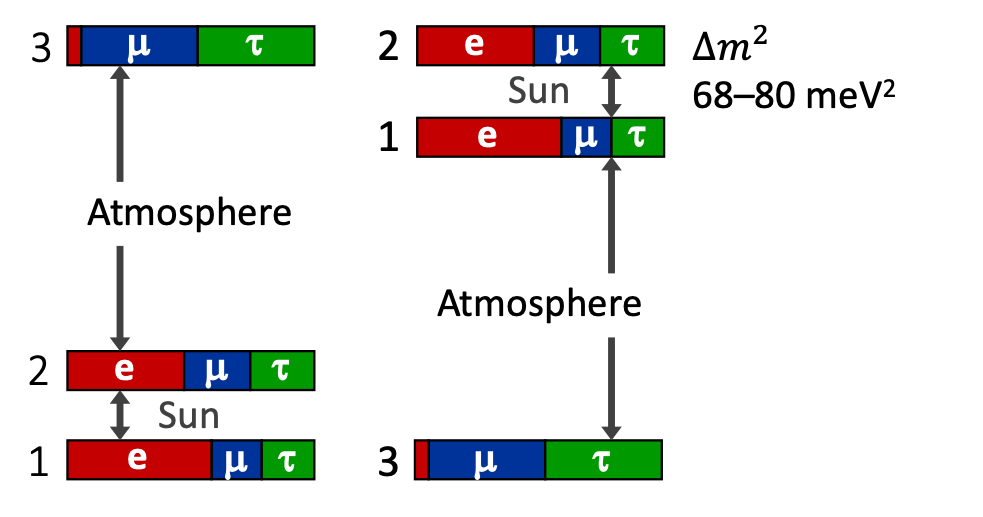 3 μ τ
Atmosphere
2 e μ τ
Sun
1 e μ τ
2 e μ τ
Sun
1 e μ τ
Atmosphere
3 μ τ
Δm²
68–80 meV²